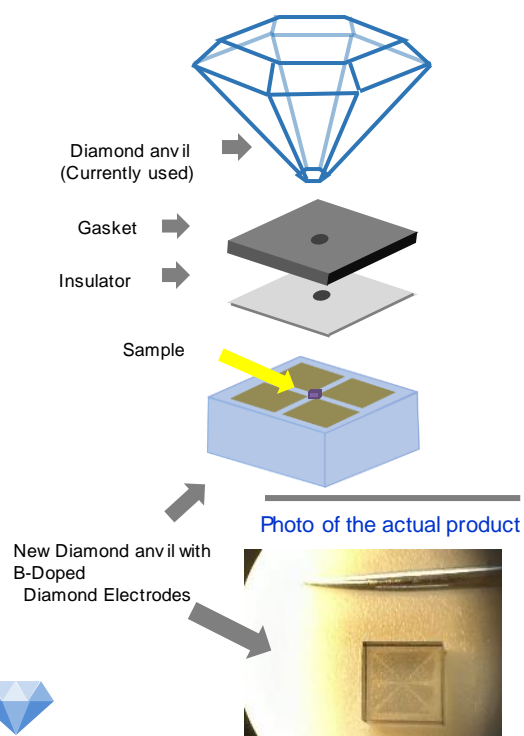 Diamond anvil
(Currently used)
Gasket
Insulator
Sample
Photo of the actual product
New Diamond anvil with
B-Doped
Diamond Electrodes